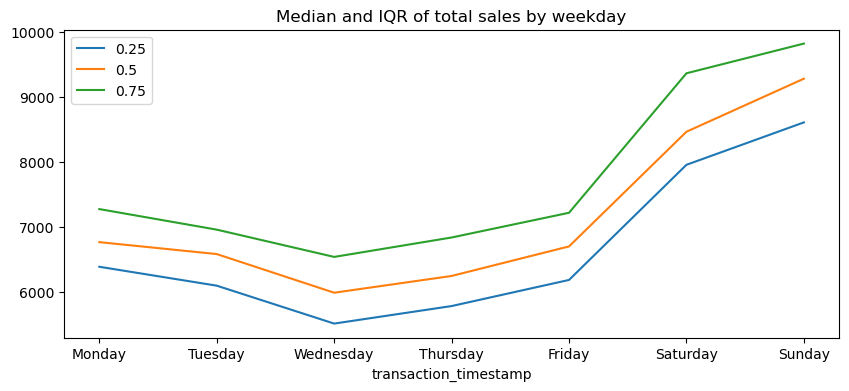 Median and IQR of total sales by weekday
10000
9000
8000
7000
6000
0.25
0.5
0.75
Monday Tuesday Wednesday Thursday Friday Saturday Sunday
transaction_timestamp